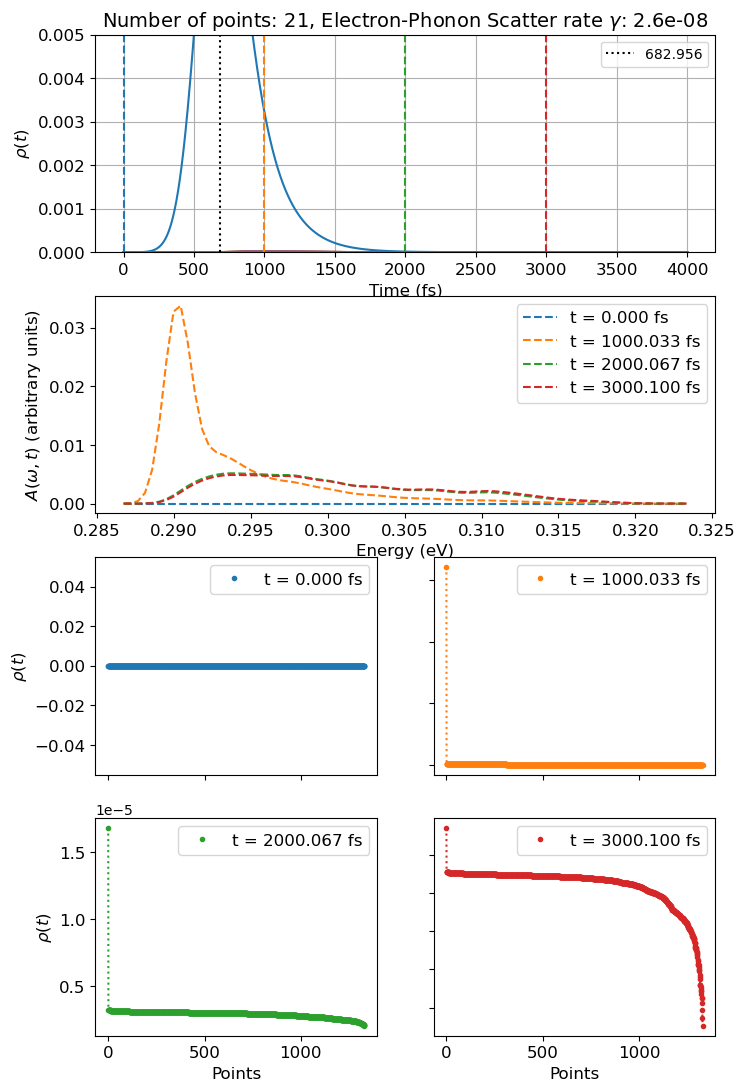 Number of points: 21, Electron-Phonon Scatter rate γ: 2.6e-08
0.005
0.004
0.003
0.002
0.001
0.000
ρ(t)
682.956
0 500 1000 1500 2000 2500 3000 3500 4000
Time (fs)
0.03
0.02
0.01
0.00
A(ω, t) (arbitrary units)
t = 0.000 fs
t = 1000.033 fs
t = 2000.067 fs
t = 3000.100 fs
0.285 0.290 0.295 0.300 0.305 0.310 0.315 0.320 0.325
Energy (eV)
0.04
0.02
0.00
−0.02
−0.04
ρ(t)
t = 0.000 fs
t = 1000.033 fs
1e−5
1.5
1.0
0.5
ρ(t)
t = 2000.067 fs
0 500 1000
Points
t = 3000.100 fs
0 500 1000
Points